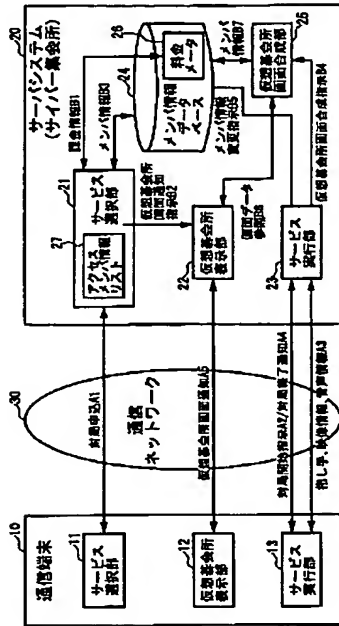 20
サーバシステム
(サイバー集会所)
21
サービス
選択部
27
アクセス
メンバ情報
リスト
課金情報B1
メンバ情報B3
26
料金
メータ
24
メンバ情報
データ
ベース
メンバ情報B7
25
仮想碁会所
画面合成部
メンバ情報
変更指示B5
仮想碁会所
画面通知
指示B2
22
仮想碁会所
表示部
画面データ
参照B6
23
サービス
実行部
仮想碁会所画面合成指示B4
30
通信
ネットワーク
対局申込A1
仮想碁会所画面通知A5
対局開始指示A2/対局終了通知A4
指し手、映像情報、音声情報A3
10
通信端末
11
サービス
選択部
12
仮想碁会所
表示部
13
サービス
実行部